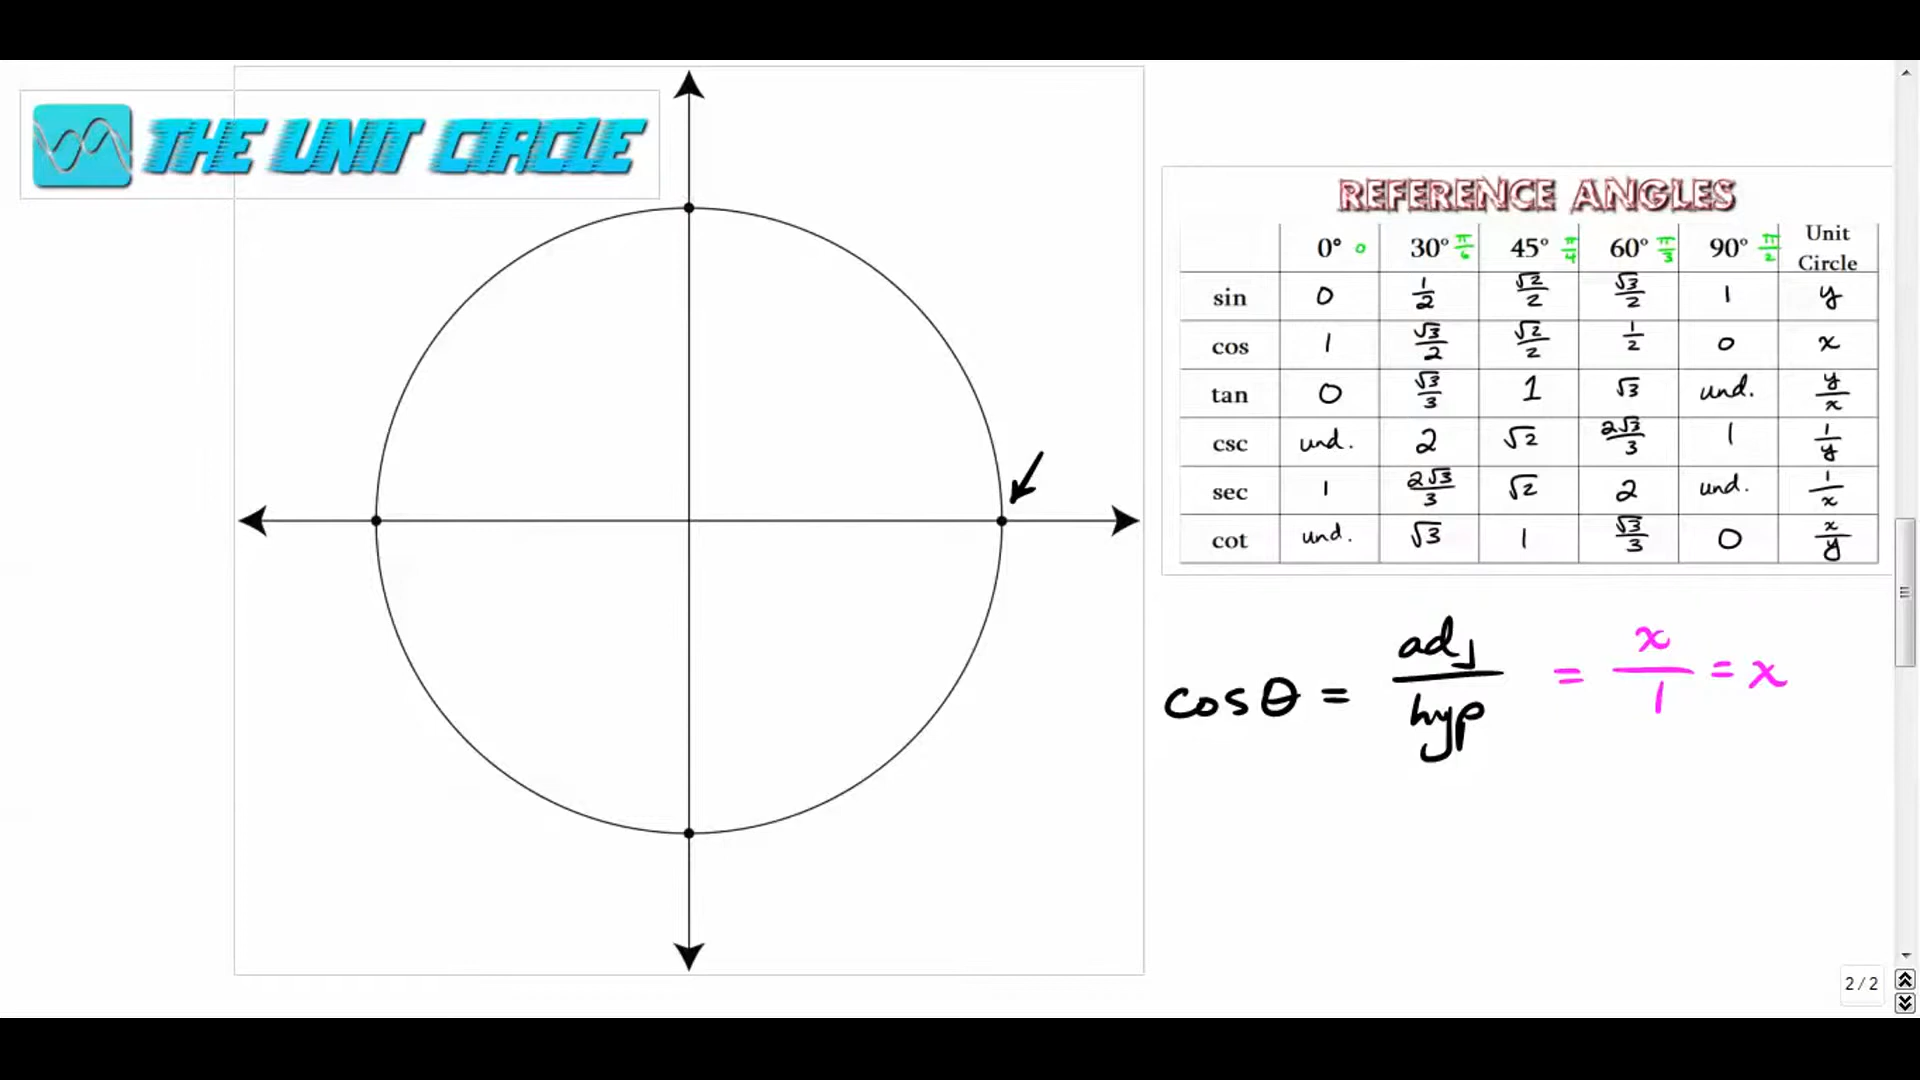 THE UNIT CIRCLE
REFERENCE ANGLES
0° 0 30° π/6 45° π/4 60° π/3 90° π/2 Unit Circle
sin 0 1/2 √2/2 √3/2 1 y
cos 1 √3/2 √2/2 1/2 0 x
tan 0 √3/3 1 √3 und. y/x
csc und. 2 √2 2√3/3 1 1/y
sec 1 2√3/3 √2 2 und. 1/x
cot und. √3 1 √3/3 0 x/y
cos θ = adj/hyp = x/1 = x
2 / 2